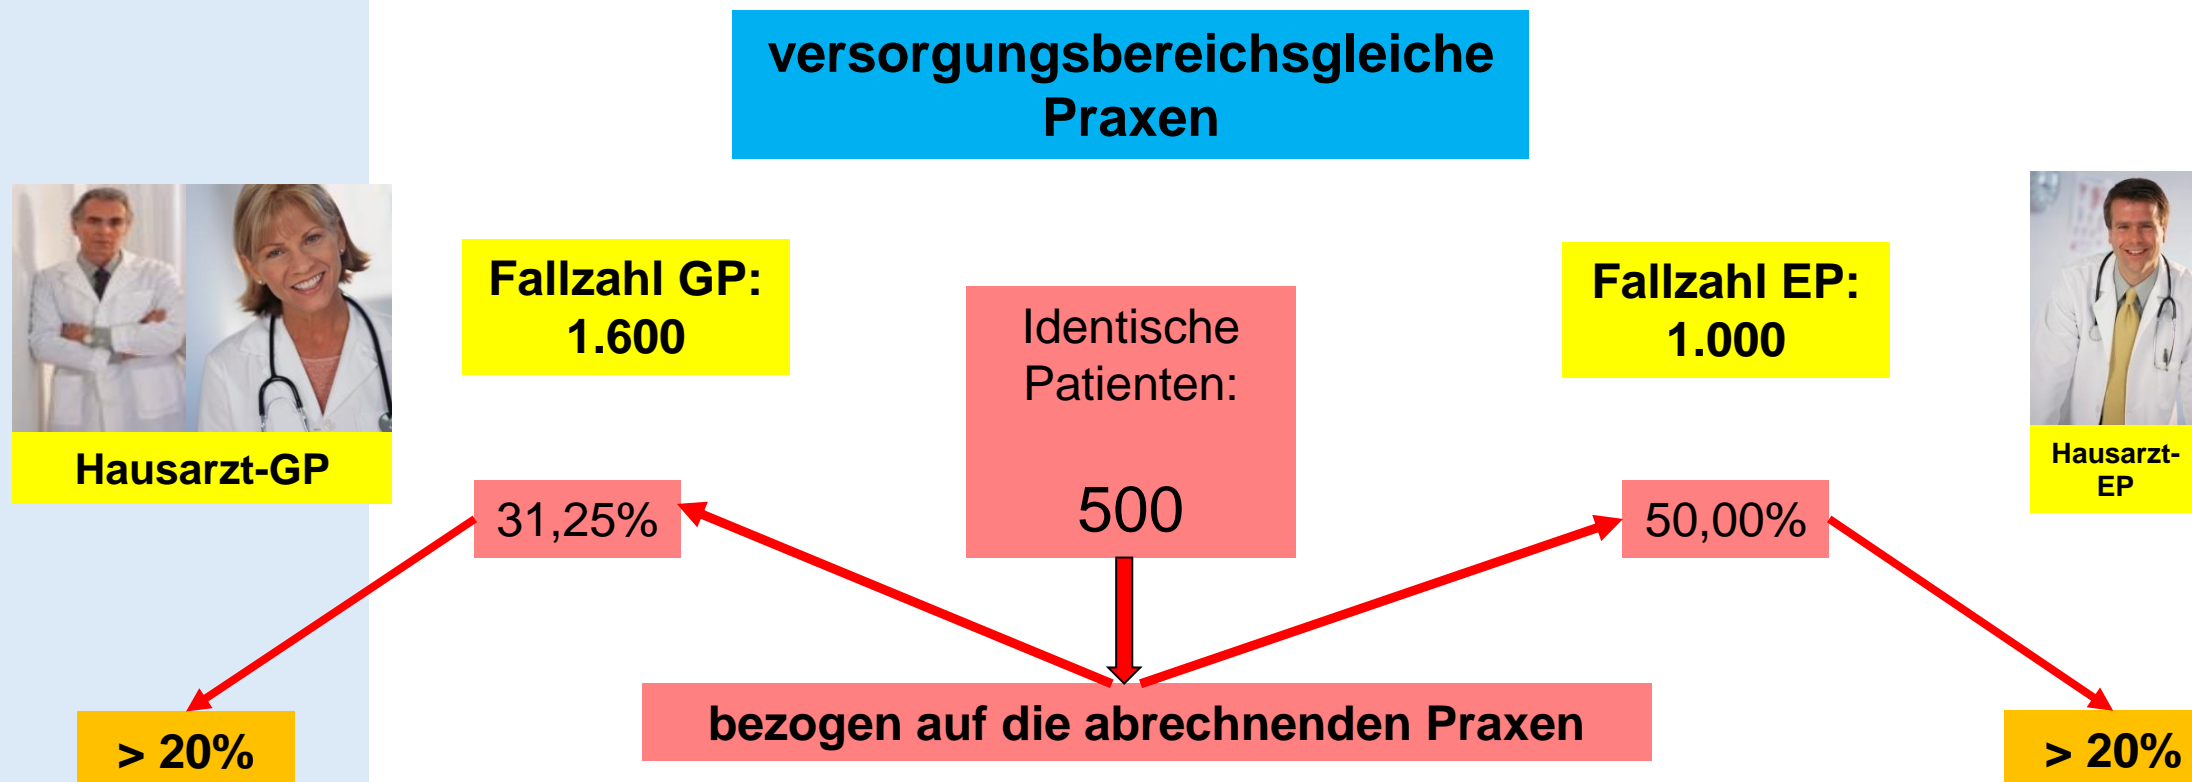 versorgungsbereichsgleiche
Praxen
Fallzahl GP:
1.600
Identische
Patienten:
500
Fallzahl EP:
1.000
Hausarzt-GP
Hausarzt-
EP
31,25%
50,00%
bezogen auf die abrechnenden Praxen
> 20%
> 20%